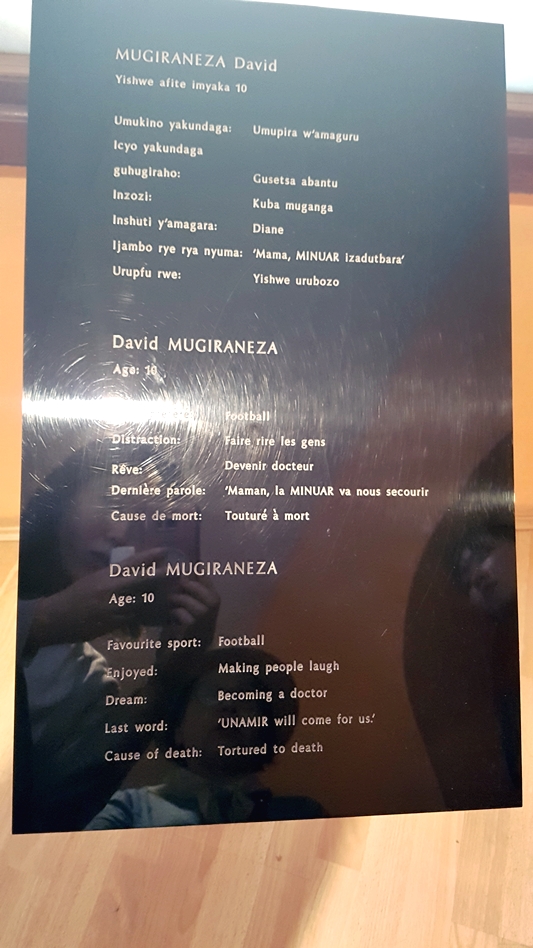 MUGIRANEZA David
Yishwe afite imyaka 10
Umukino yakundaga: Umupira w'amaguru
Icyo yakundaga
guhugiraho: Gusetsa abantu
Inzozi: Kuba muganga
Inshuti y'amagara: Diane
Ijambo rye rya nyuma: 'Mama, MINUAR izadutbara'
Urupfu rwe: Yishwe urubozo
David MUGIRANEZA
Age: 10
Football
Distraction: Faire rire les gens
Rêve: Devenir docteur
Dernière parole: 'Maman, la MINUAR va nous secourir
Cause de mort: Touturé à mort
David MUGIRANEZA
Age: 10
Favourite sport: Football
Enjoyed: Making people laugh
Dream: Becoming a doctor
Last word: 'UNAMIR will come for us.'
Cause of death: Tortured to death